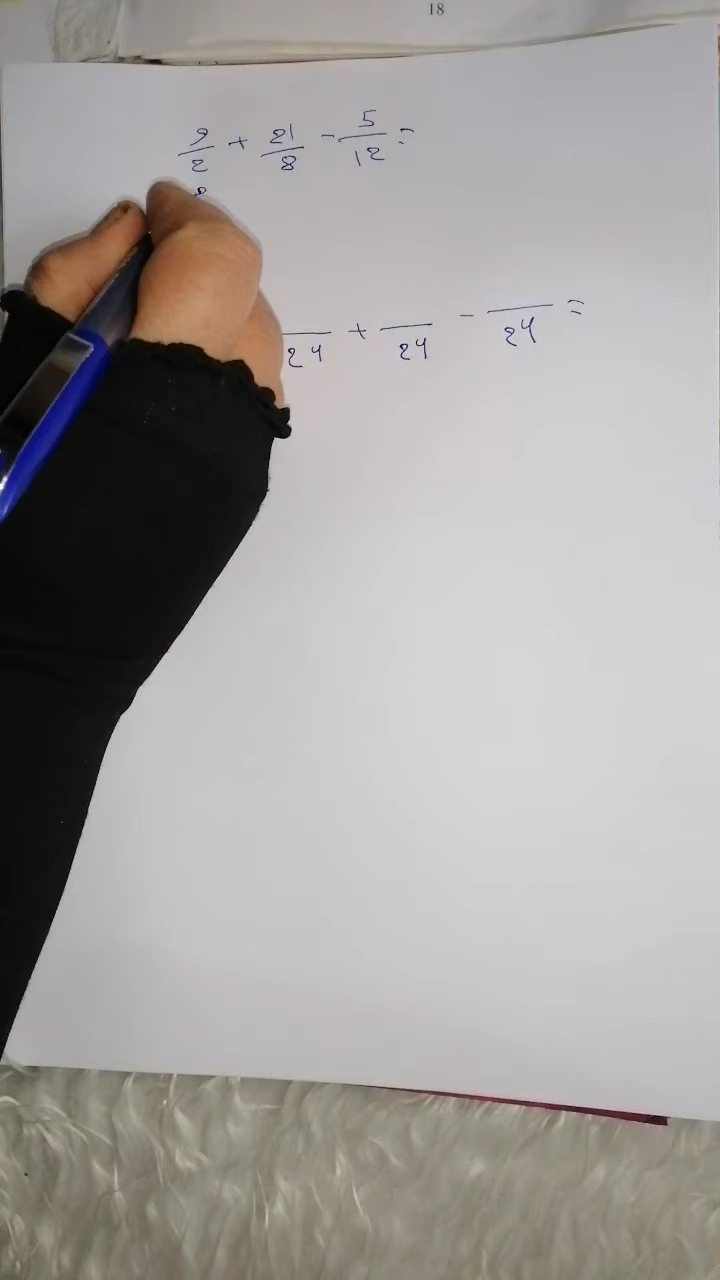 18
9/2 + 21/8 - 5/12 =
/24 + /24 - /24 =